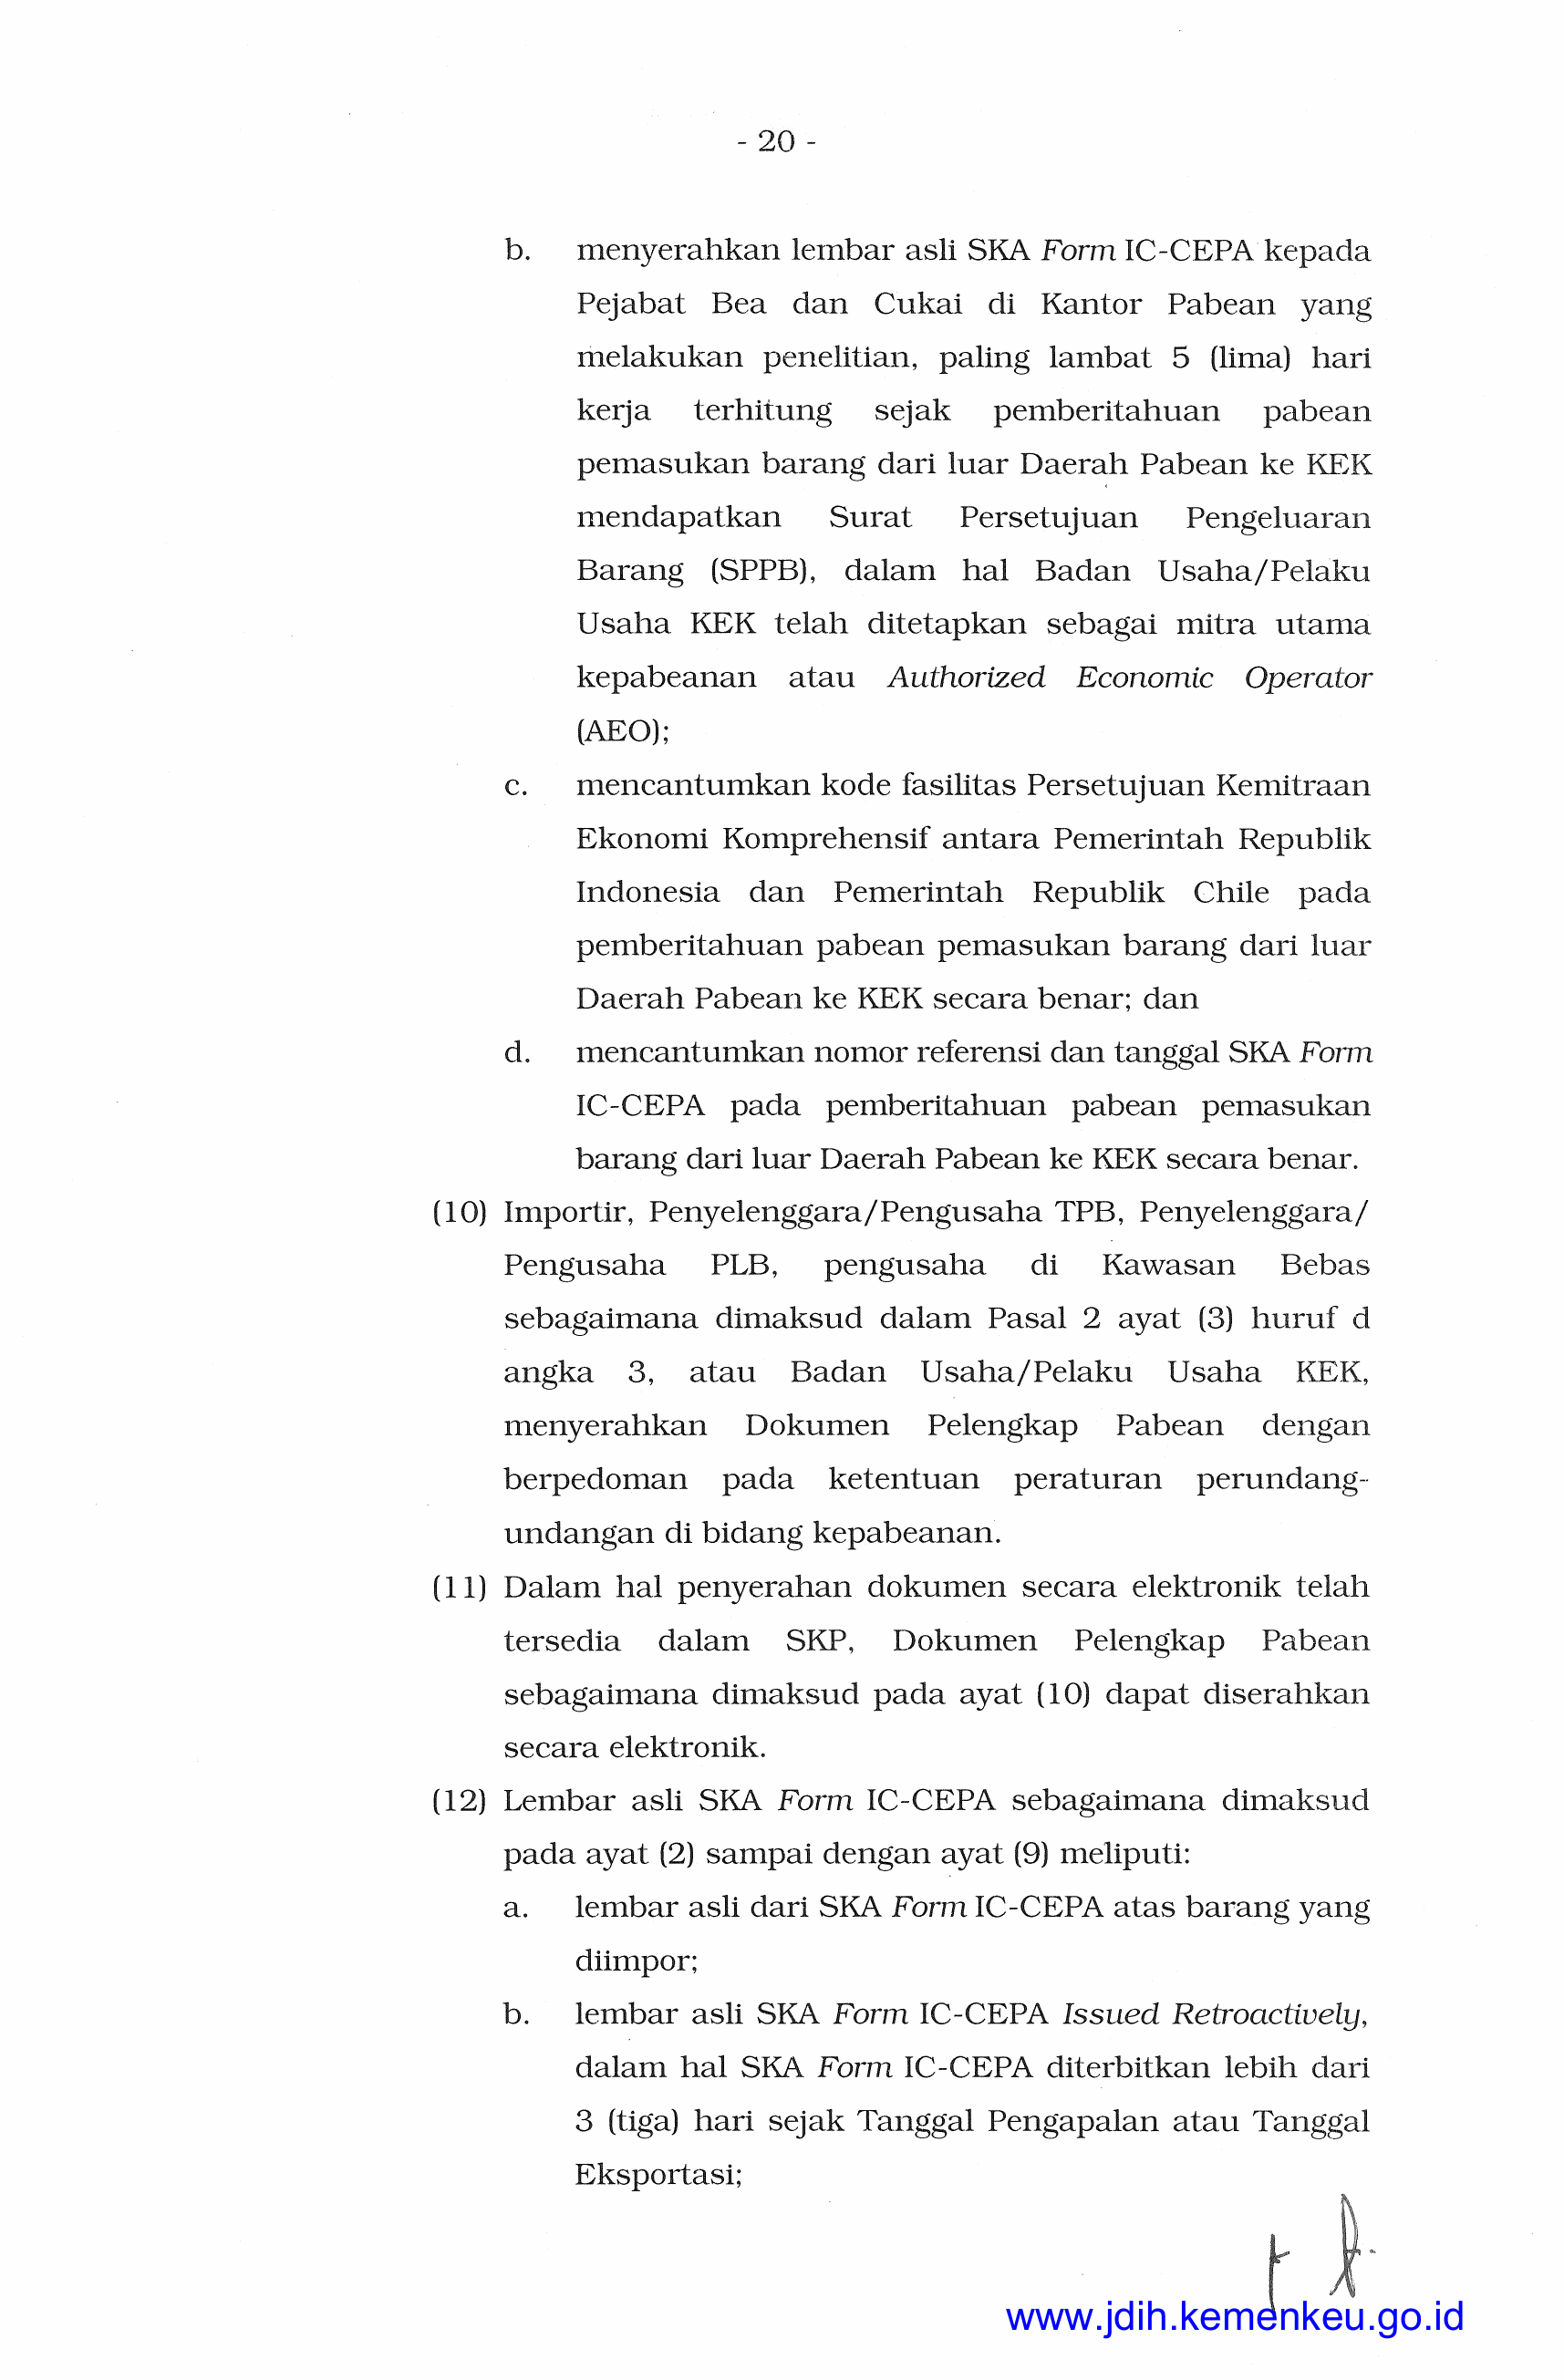 - 20 -
b. menyerahkan lembar asli SKA Form IC-CEPA kepada
Pejabat Bea dan Cukai di Kantor Pabean yang
melakukan penelitian, paling lambat 5 (lima) hari
kerja terhitung sejak pemberitahuan pabean
pemasukan barang dari luar Daerah Pabean ke KEK
mendapatkan Surat Persetujuan Pengeluaran
Barang (SPPB), dalam hal Badan Usaha/Pelaku
Usaha KEK telah ditetapkan sebagai mitra utama
kepabeanan atau Authorized Economic Operator
(AEO);
c. mencantumkan kode fasilitas Persetujuan Kemitraan
Ekonomi Komprehensif antara Pemerintah Republik
Indonesia dan Pemerintah Republik Chile pada
pemberitahuan pabean pemasukan barang dari luar
Daerah Pabean ke KEK secara benar; dan
d. mencantumkan nomor referensi dan tanggal SKA Form
IC-CEPA pada pemberitahuan pabean pemasukan
barang dari luar Daerah Pabean ke KEK secara benar.
(10) Importir, Penyelenggara/Pengusaha TPB, Penyelenggara/
Pengusaha PLB, pengusaha di Kawasan Bebas
sebagaimana dimaksud dalam Pasal 2 ayat (3) huruf d
angka 3, atau Badan Usaha/Pelaku Usaha KEK,
menyerahkan Dokumen Pelengkap Pabean dengan
berpedoman pada ketentuan peraturan perundang-
undangan di bidang kepabeanan.
(11) Dalam hal penyerahan dokumen secara elektronik telah
tersedia dalam SKP, Dokumen Pelengkap Pabean
sebagaimana dimaksud pada ayat (10) dapat diserahkan
secara elektronik.
(12) Lembar asli SKA Form IC-CEPA sebagaimana dimaksud
pada ayat (2) sampai dengan ayat (9) meliputi:
a. lembar asli dari SKA Form IC-CEPA atas barang yang
diimpor;
b. lembar asli SKA Form IC-CEPA Issued Retroactively,
dalam hal SKA Form IC-CEPA diterbitkan lebih dari
3 (tiga) hari sejak Tanggal Pengapalan atau Tanggal
Eksportasi;
www.jdih.kemenkeu.go.id